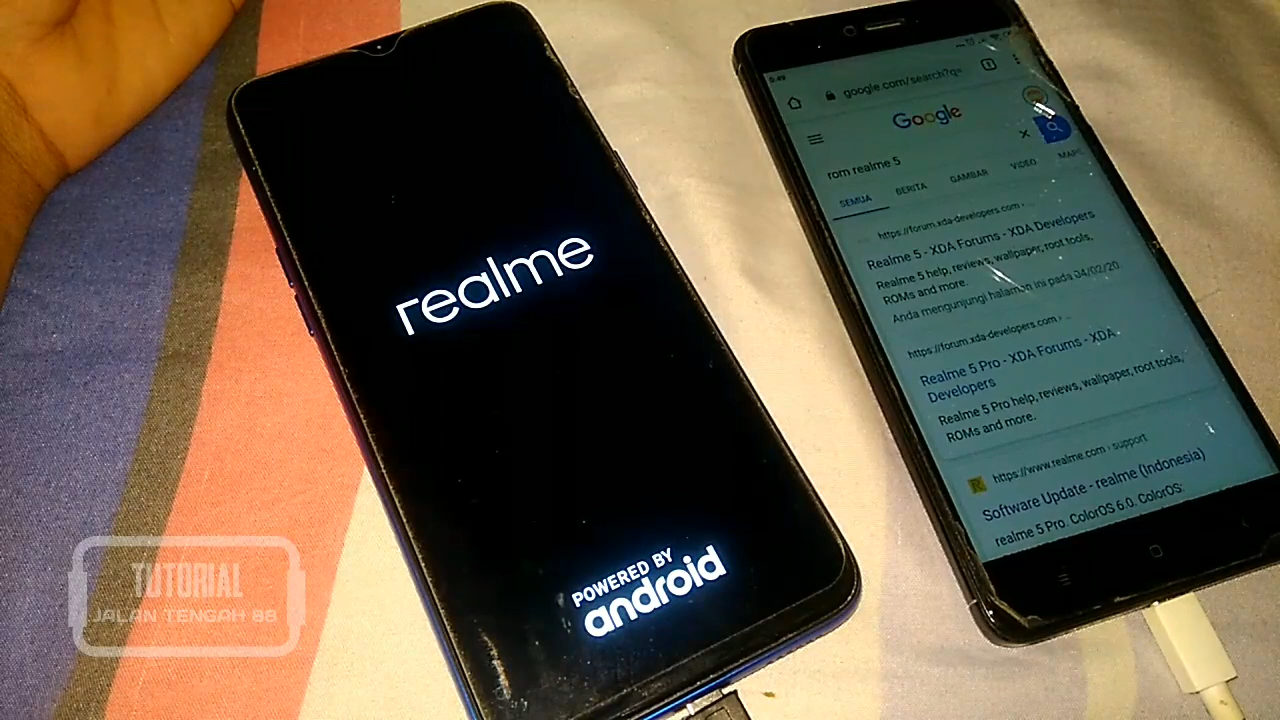 realme
POWERED BY
android
TUTORIAL
JALAN TENGAH 88
google.com/search?q=
1
Google
rom realme 5
SEMUA BERITA GAMBAR VIDEO
https://forum.xda-developers.com › ...
Realme 5 - XDA Forums - XDA Developers
Realme 5 help, reviews, wallpaper, root tools,
ROMs and more.
Anda mengunjungi halaman ini pada 04/02/20.
https://forum.xda-developers.com › ...
Realme 5 Pro - XDA Forums - XDA
Developers
Realme 5 Pro help, reviews, wallpaper, root tools,
ROMs and more.
https://www.realme.com › support
Software Update - realme (Indonesia)
realme 5 Pro. ColorOS 6.0. ColorOS: